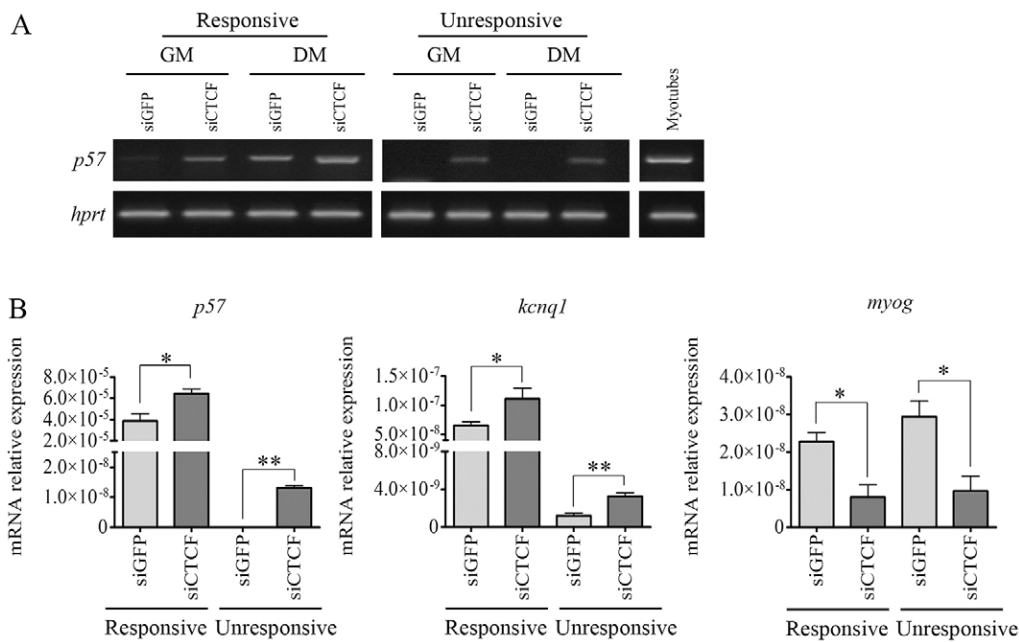 A
Responsive
Unresponsive
GM
DM
GM
DM
siGFP
siCTCF
siGFP
siCTCF
siGFP
siCTCF
siGFP
siCTCF
Myotubes
p57
hprt
B
p57
kcnq1
myog
mRNA relative expression
8.0×10⁻⁵
6.0×10⁻⁵
4.0×10⁻⁵
2.0×10⁻⁵
2.0×10⁻⁸
1.0×10⁻⁸
0
*
**
siGFP
siCTCF
siGFP
siCTCF
Responsive Unresponsive
mRNA relative expression
1.5×10⁻⁷
1.0×10⁻⁷
5.0×10⁻⁸
8.0×10⁻⁹
4.0×10⁻⁹
0
*
**
siGFP
siCTCF
siGFP
siCTCF
Responsive Unresponsive
mRNA relative expression
4.0×10⁻⁸
3.0×10⁻⁸
2.0×10⁻⁸
1.0×10⁻⁸
0
*
*
siGFP
siCTCF
siGFP
siCTCF
Responsive Unresponsive